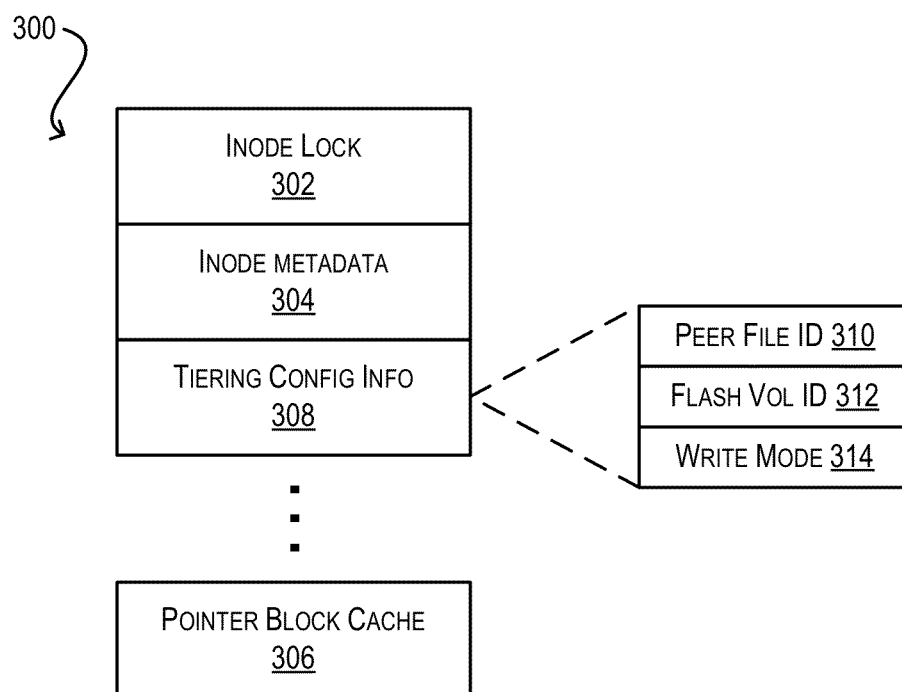 300
INODE LOCK
302
INODE METADATA
304
TIERING CONFIG INFO
308
PEER FILE ID 310
FLASH VOL ID 312
WRITE MODE 314
POINTER BLOCK CACHE
306